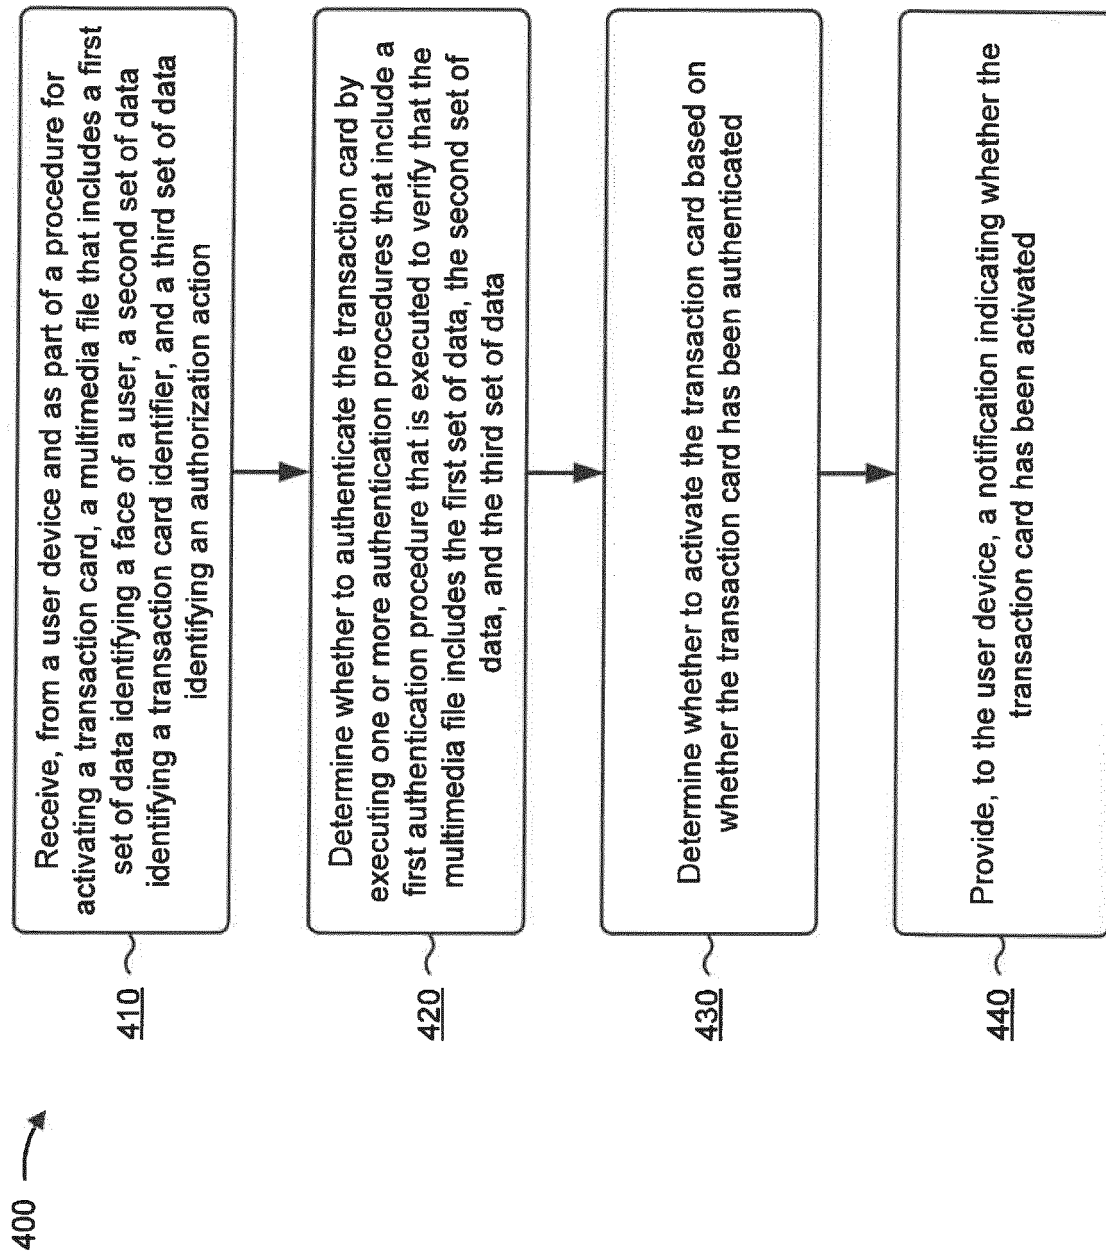 400
410
Receive, from a user device and as part of a procedure for
activating a transaction card, a multimedia file that includes a first
set of data identifying a face of a user, a second set of data
identifying a transaction card identifier, and a third set of data
identifying an authorization action
420
Determine whether to authenticate the transaction card by
executing one or more authentication procedures that include a
first authentication procedure that is executed to verify that the
multimedia file includes the first set of data, the second set of
data, and the third set of data
430
Determine whether to activate the transaction card based on
whether the transaction card has been authenticated
440
Provide, to the user device, a notification indicating whether the
transaction card has been activated